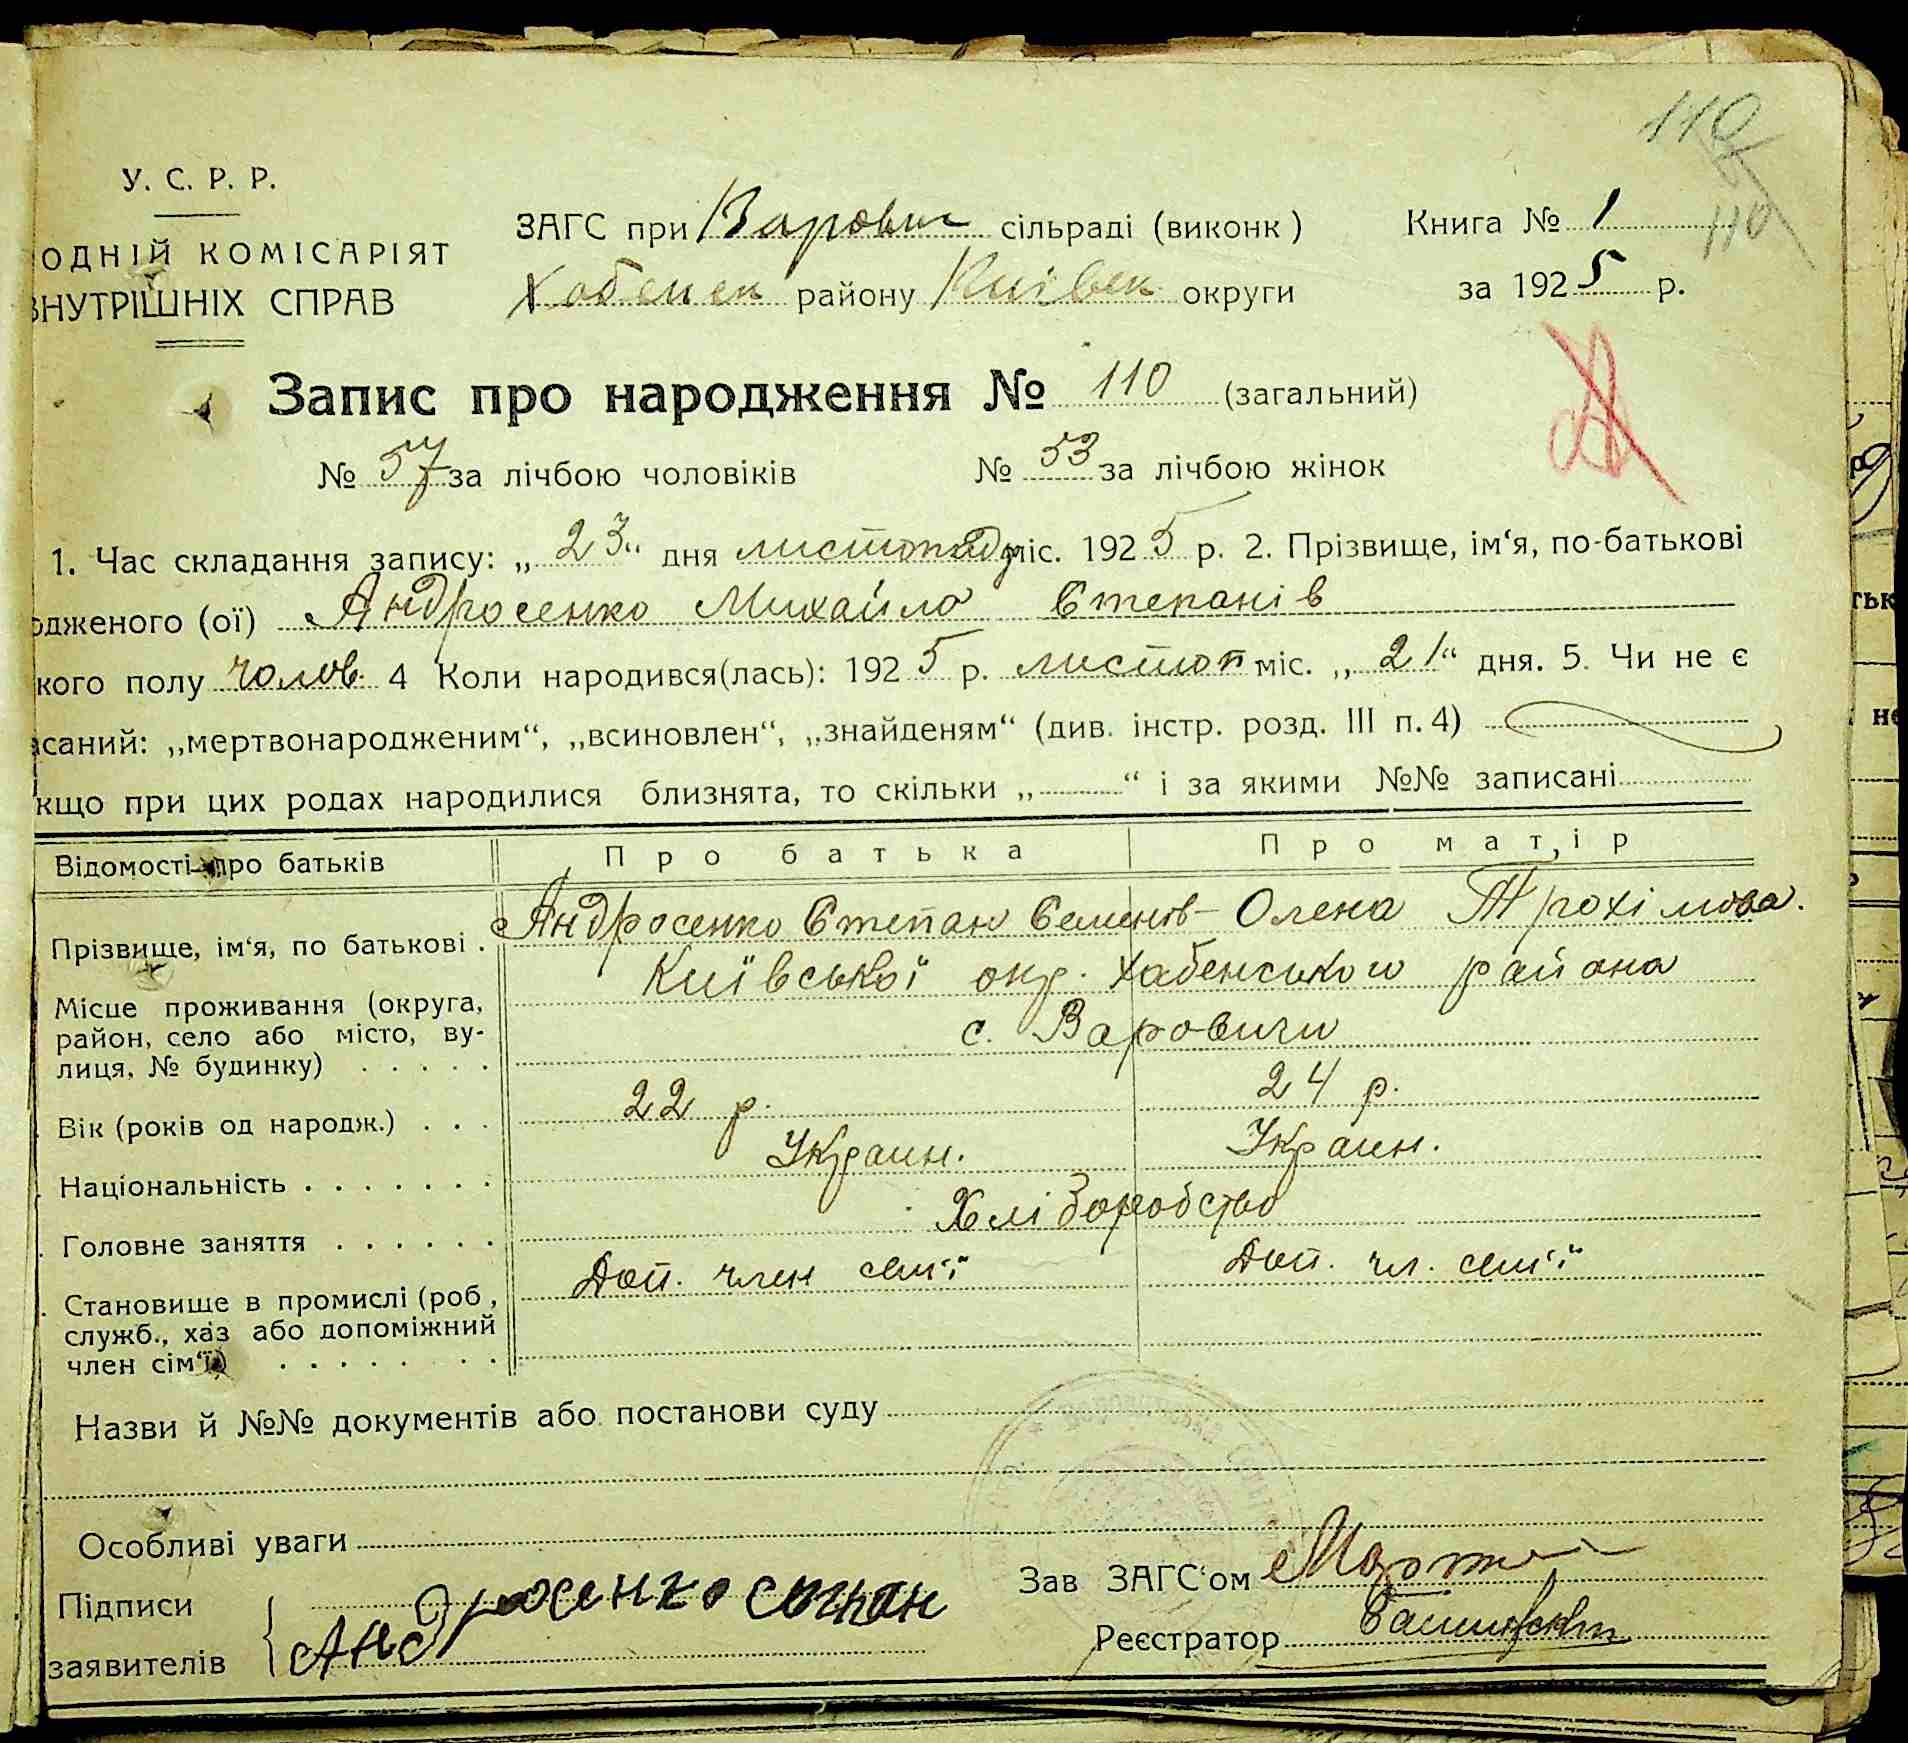 110
110
У. С. Р. Р.
ОДНІЙ КОМІСАРІЯТ
ВНУТРІШНІХ СПРАВ
ЗАГС при Варович сільраді (виконк)
Хабенск району Київск округи
Книга № 1
за 1925 р.
Запис про народження № 110 (загальний)
№ 57 за лічбою чоловіків № 53 за лічбою жінок
1. Час складання запису: „23“ дня листопаду міс. 1925 р. 2. Прізвище, ім‘я, по-батькові
одженого (ої) Андросенко Михайло Степанів
кого полу чолов. 4 Коли народився(лась): 1925 р. листоп міс. „21“ дня. 5. Чи не є
исаний: „мертвонародженим“, „всиновлен“, „знайденям“ (див. інстр. розд. III п. 4)
кщо при цих родах народилися близнята, то скільки „ “ і за якими №№ записані
Відомості про батьків Про батька Про матір
Прізвище, ім‘я, по батькові . Андросенко Степан Семенів – Олена Трохімова.
Місце проживання (округа, район, село або місто, вулиця, № будинку) . . . . .
Київської окр. Хабенського района
с. Варовичи
Вік (років од народж.) . . . 22 р. 24 р.
Національність . . . . . . . Украин. Украин.
Головне заняття . . . . . . Хліборобство
Становище в промислі (роб,
служб., хаз або допоміжний
член сім‘ї) . . . . . . .
Доп. член сем'ї Доп. чл. сем'ї
Назви й №№ документів або постанови суду
Особливі уваги
Підписи
заявителів
Андросенко степан
Зав ЗАГС‘ом
Реєстратор